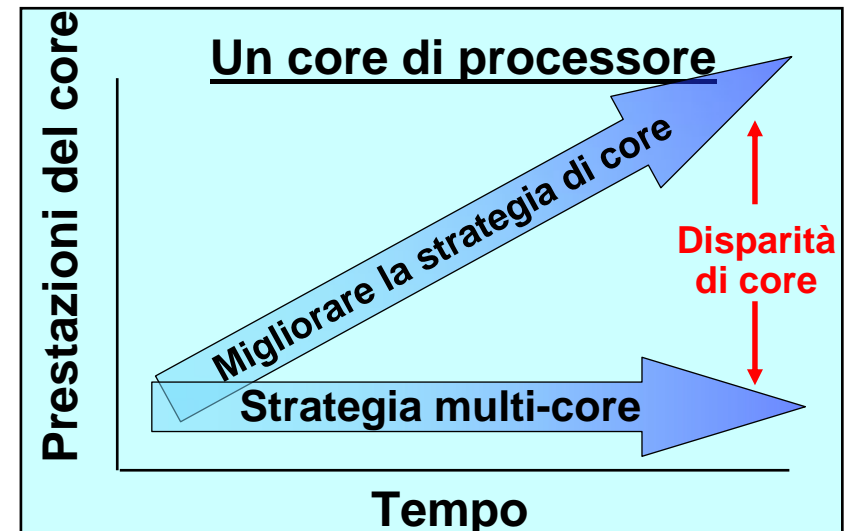 Un core di processore
Prestazioni del core
Migliorare la strategia di core
Disparità
di core
Strategia multi-core
Tempo